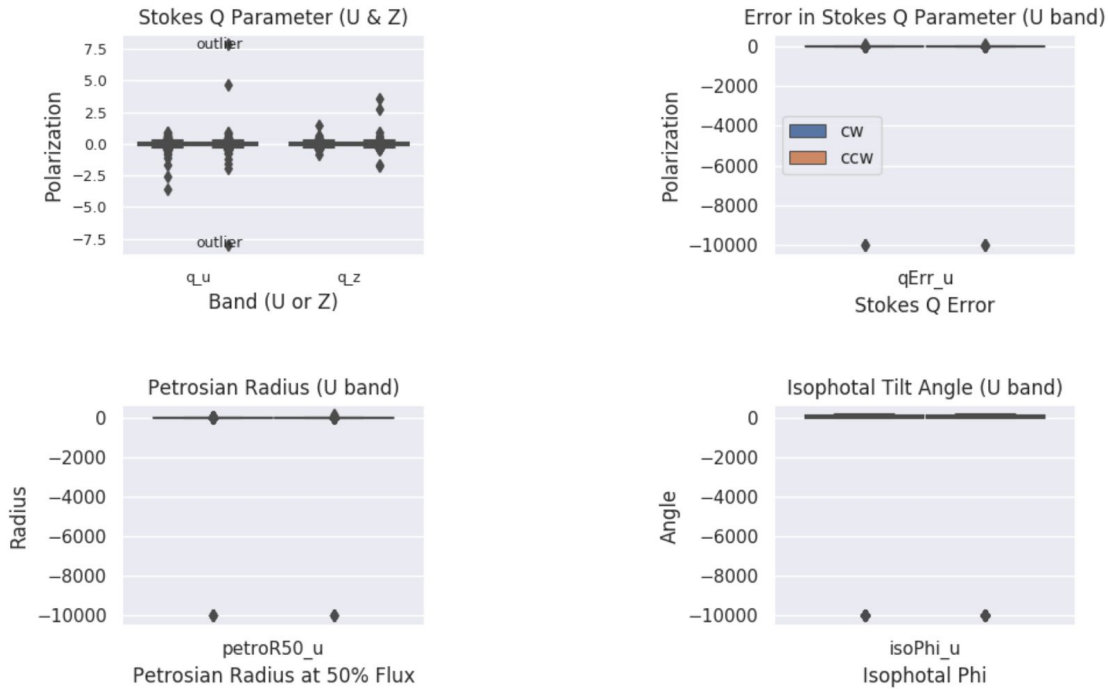 Stokes Q Parameter (U & Z)
7.5
5.0
2.5
0.0
−2.5
−5.0
−7.5
Polarization
outlier
outlier
q_u
q_z
Band (U or Z)
Error in Stokes Q Parameter (U band)
0
−2000
−4000
−6000
−8000
−10000
Polarization
cw
ccw
qErr_u
Stokes Q Error
Petrosian Radius (U band)
0
−2000
−4000
−6000
−8000
−10000
Radius
petroR50_u
Petrosian Radius at 50% Flux
Isophotal Tilt Angle (U band)
0
−2000
−4000
−6000
−8000
−10000
Angle
isoPhi_u
Isophotal Phi